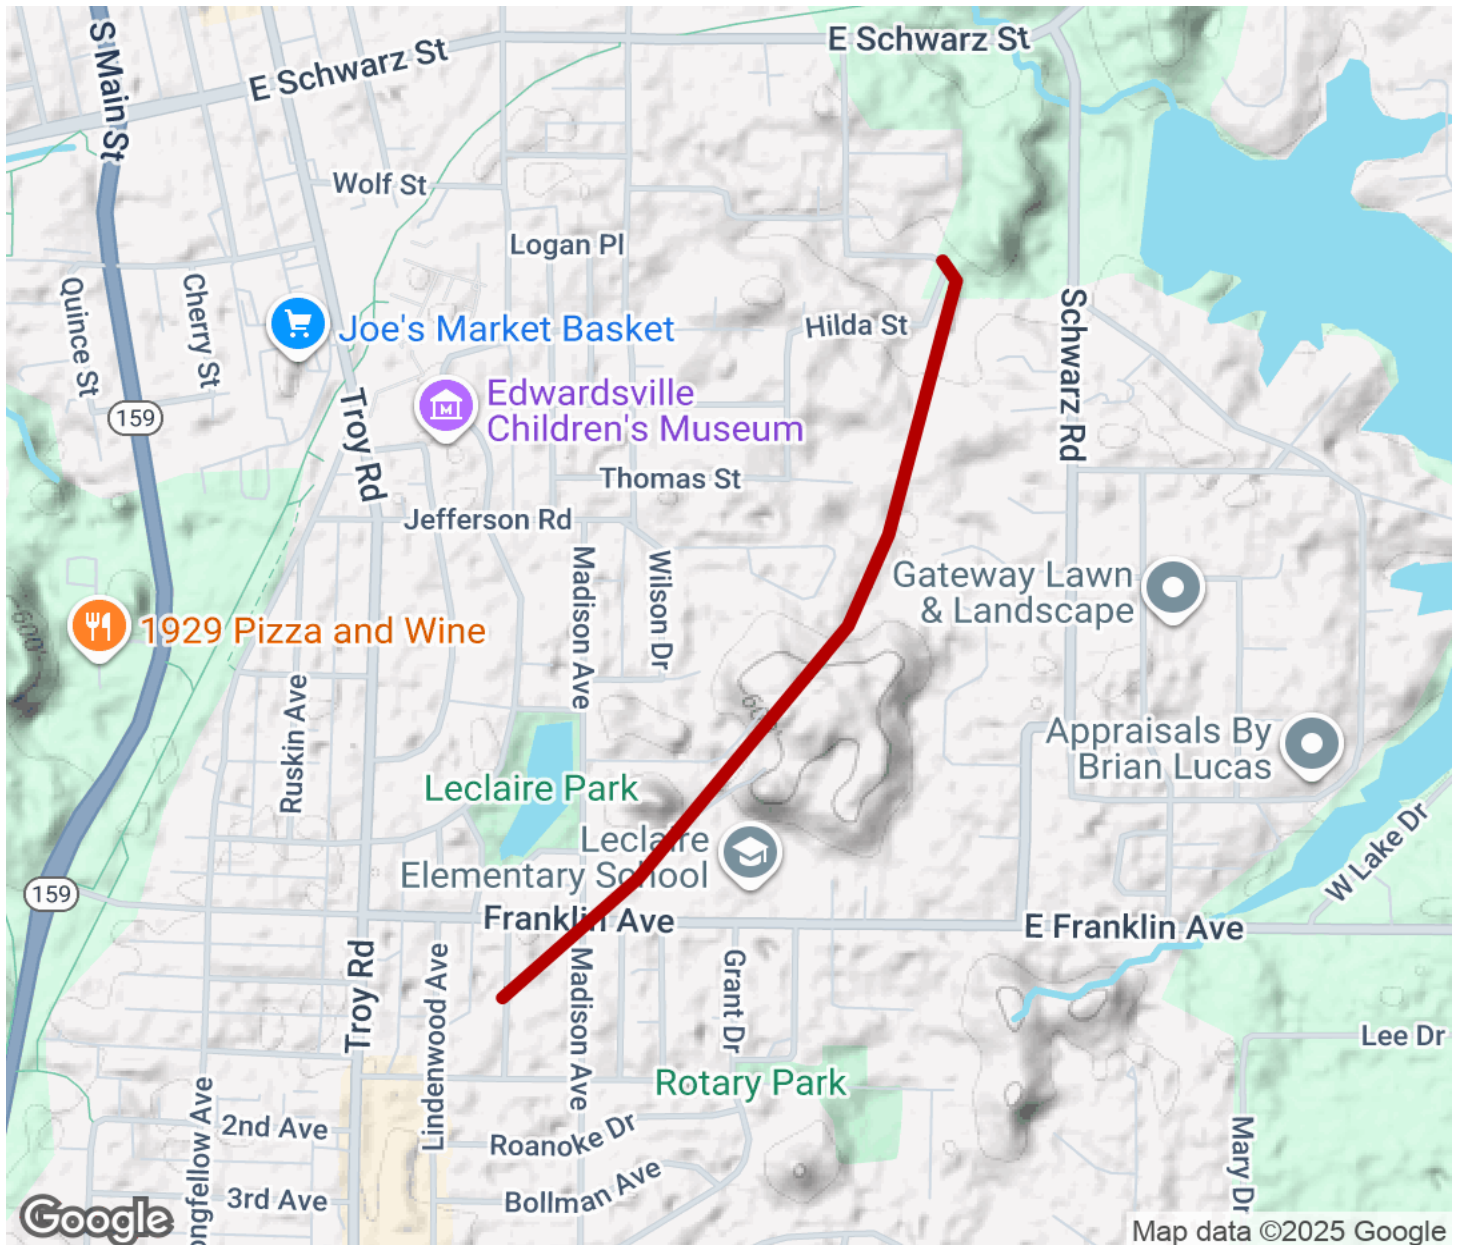 E Schwarz St
E Schwarz St
S Main St
Wolf St
Logan Pl
Quince St
Cherry St
Joe's Market Basket
Hilda St
Schwarz Rd
Edwardsville
Children's Museum
159
Troy Rd
Thomas St
Jefferson Rd
Madison Ave
Wilson Dr
Gateway Lawn
& Landscape
600'
1929 Pizza and Wine
Ruskin Ave
Appraisals By
Brian Lucas
Leclaire Park
Leclaire
Elementary School
W Lake Dr
159
Franklin Ave
E Franklin Ave
Troy Rd
Lindenwood Ave
Madison Ave
Grant Dr
Lee Dr
Rotary Park
2nd Ave
Roanoke Dr
Mary Dr
3rd Ave
Bollman Ave
ongfellow Ave
Google
Map data ©2025 Google